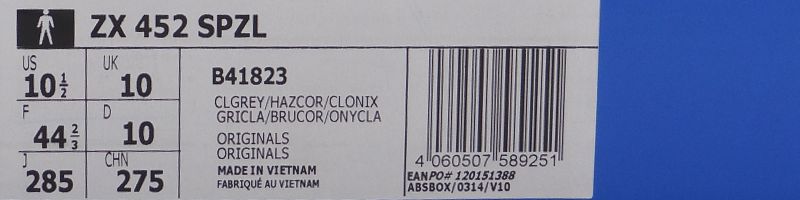 ZX 452 SPZL
US 10 1/2
UK 10
F 44 2/3
D 10
J 285
CHN 275
B41823
CLGREY/HAZCOR/CLONIX
GRICLA/BRUCOR/ONYCLA
ORIGINALS
ORIGINALS
MADE IN VIETNAM
FABRIQUÉ AU VIETNAM
4 060507 589251
EANPO# 120151388
ABSBOX/0314/V10